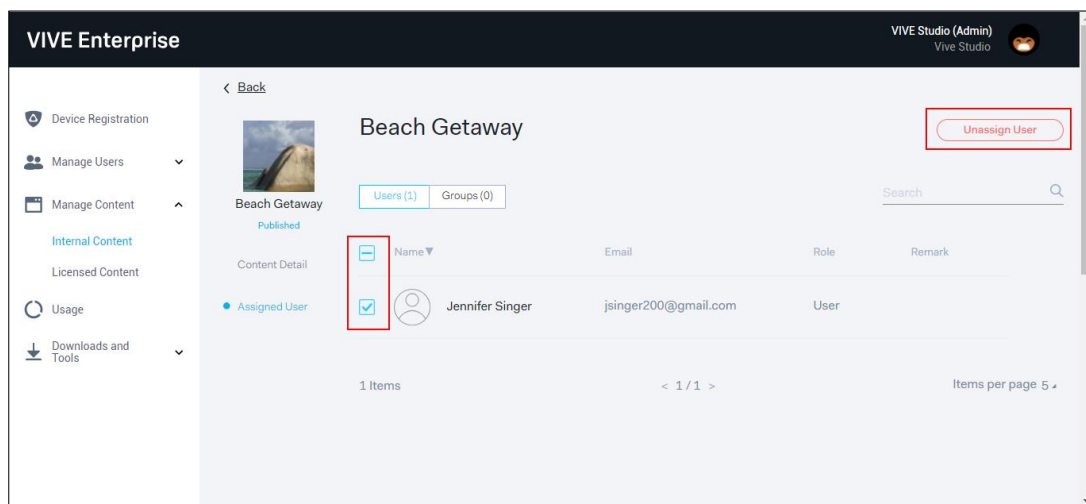 VIVE Enterprise
VIVE Studio (Admin)
Vive Studio
Device Registration
Manage Users
Manage Content
Internal Content
Licensed Content
Usage
Downloads and
Tools
Back
Beach Getaway
Published
Content Detail
Assigned User
Beach Getaway
Unassign User
Users (1)
Groups (0)
Search
Name
Email
Role
Remark
Jennifer Singer
jsinger200@gmail.com
User
1 Items
< 1 / 1 >
Items per page 5